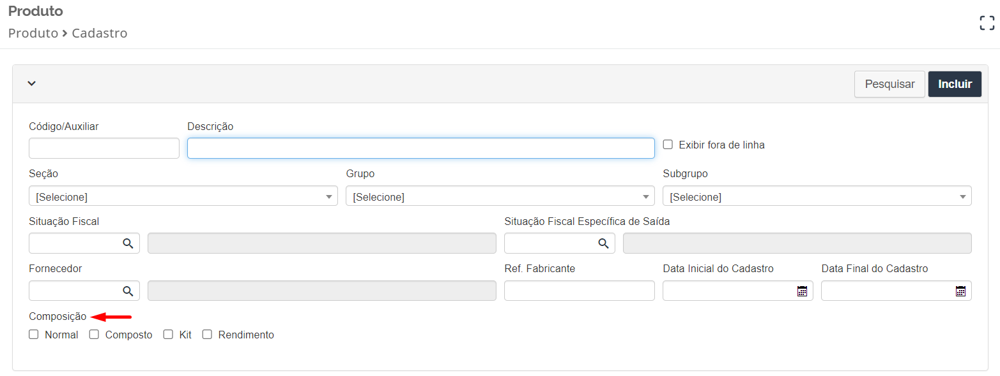 Produto
Produto > Cadastro
Pesquisar Incluir
Código/Auxiliar Descrição
Exibir fora de linha
Seção Grupo Subgrupo
[Selecione] [Selecione] [Selecione]
Situação Fiscal Situação Fiscal Específica de Saída
Fornecedor Ref. Fabricante Data Inicial do Cadastro Data Final do Cadastro
Composição
Normal Composto Kit Rendimento